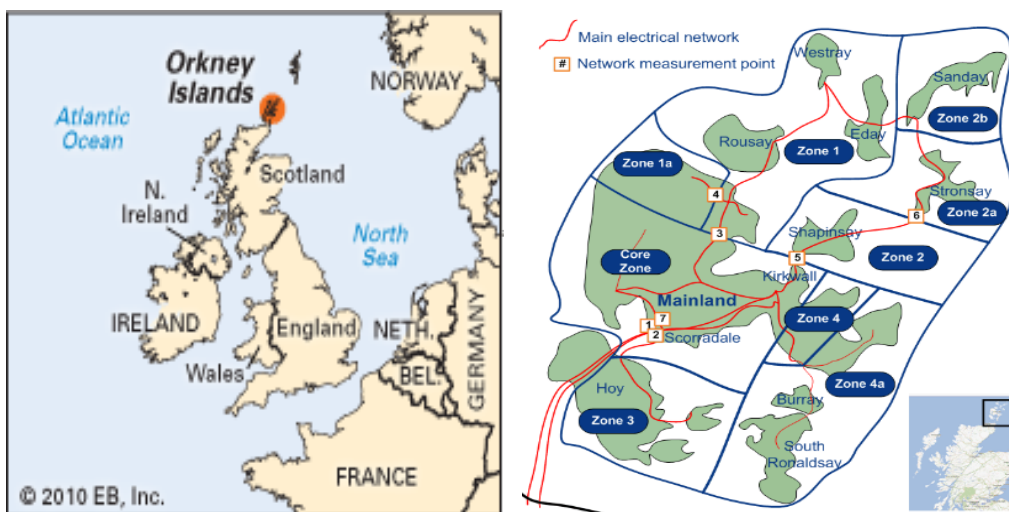 Orkney
Islands
NORWAY
Atlantic
Ocean
Scotland
N.
Ireland
North
Sea
IRELAND
England
NETH.
Wales
BEL.
GERMANY
FRANCE
© 2010 EB, Inc.
Main electrical network
# Network measurement point
Westray
Sanday
Zone 2b
Rousay
Eday
Zone 1
Zone 1a
Stronsay
4
6
Zone 2a
3
Shapinsay
Core
Zone
5
Zone 2
Kirkwall
Mainland
7
1
2
Zone 4
Scorradale
Hoy
Zone 4a
Burray
Zone 3
South
Ronaldsay